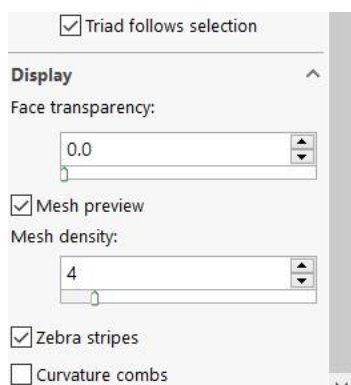 Triad follows selection
Display
Face transparency:
0.0
Mesh preview
Mesh density:
4
Zebra stripes
Curvature combs